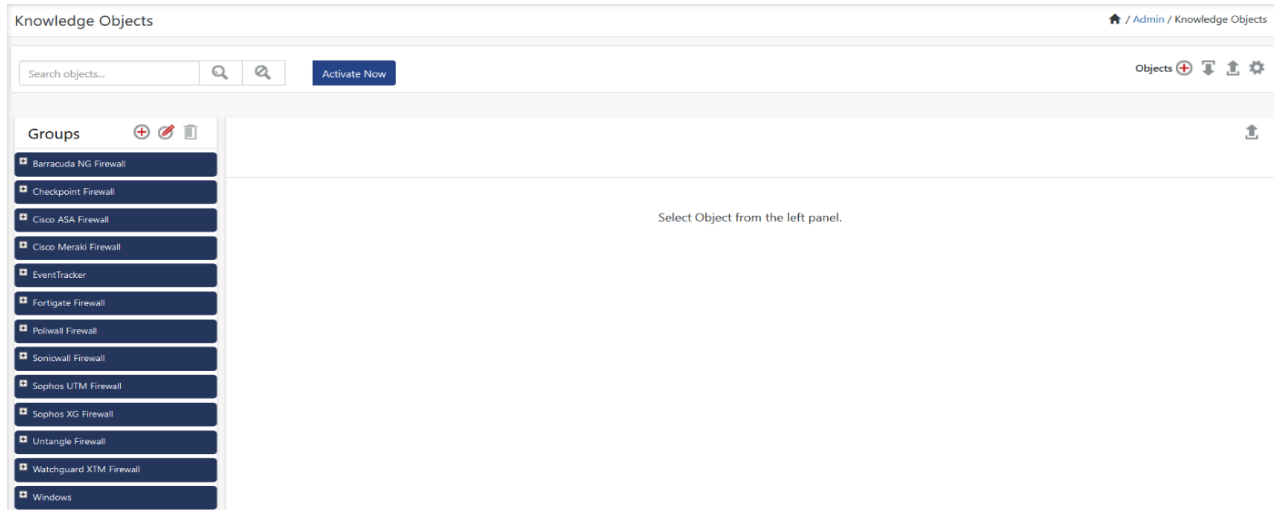 Knowledge Objects
/ Admin / Knowledge Objects
Search objects...
Activate Now
Objects
Groups
Barracuda NG Firewall
Checkpoint Firewall
Cisco ASA Firewall
Cisco Meraki Firewall
EventTracker
Fortigate Firewall
Poliwall Firewall
Sonicwall Firewall
Sophos UTM Firewall
Sophos XG Firewall
Untangle Firewall
Watchguard XTM Firewall
Windows
Select Object from the left panel.